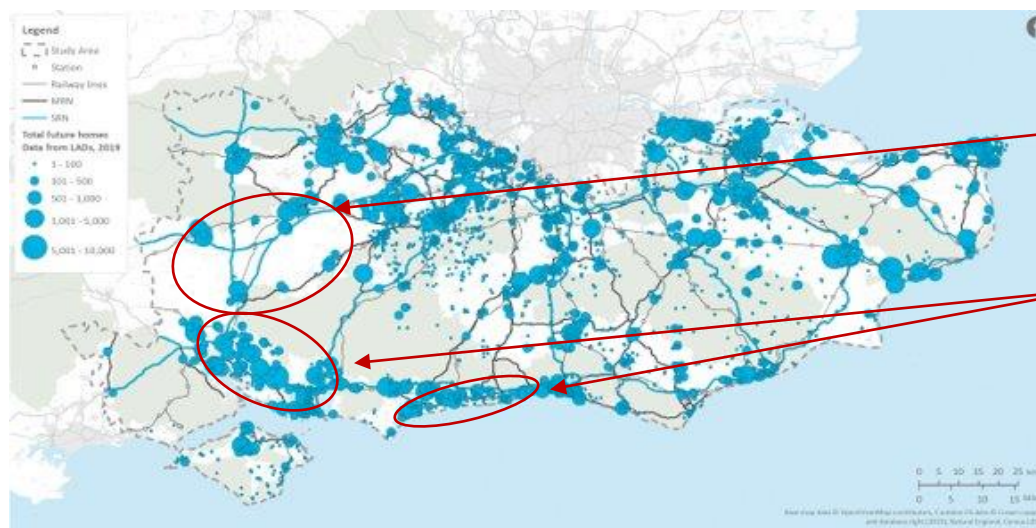 Legend
Study Area
Station
Railway lines
MRN
SRN
Total future homes
Data from LADs, 2019
1 - 100
101 - 500
501 - 1,000
1,001 - 5,000
5,001 - 10,000
0 5 10 15 20 25
0 5 10 15